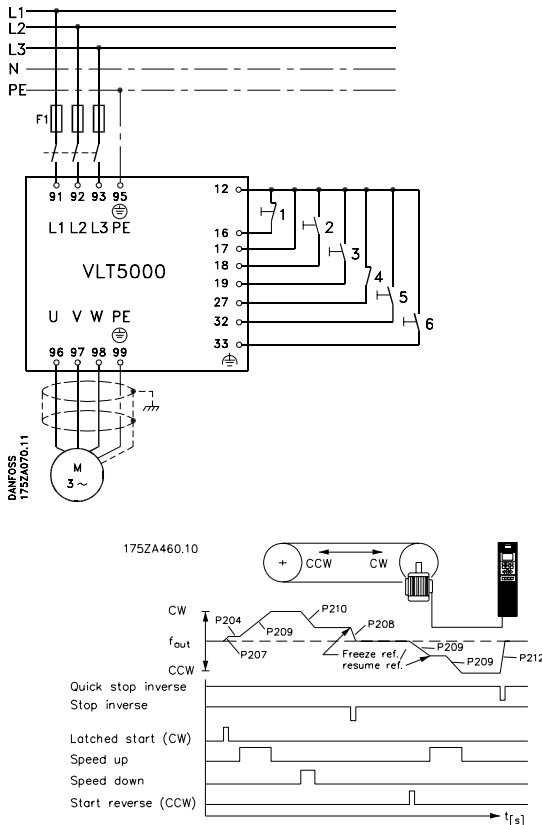 L1
L2
L3
N
PE
F1
91 92 93 95
L1 L2 L3 PE
VLT5000
U V W PE
96 97 98 99
12
16
17
18
19
27
32
33
1
2
3
4
5
6
M
3 ~
DANFOSS
175ZA070.11
175ZA460.10
+
CCW CW
CW
f out
CCW
P204
P207
P209
P210
P208
Freeze ref./
resume ref.
P209
P209
P212
Quick stop inverse
Stop inverse
Latched start (CW)
Speed up
Speed down
Start reverse (CCW)
t[s]